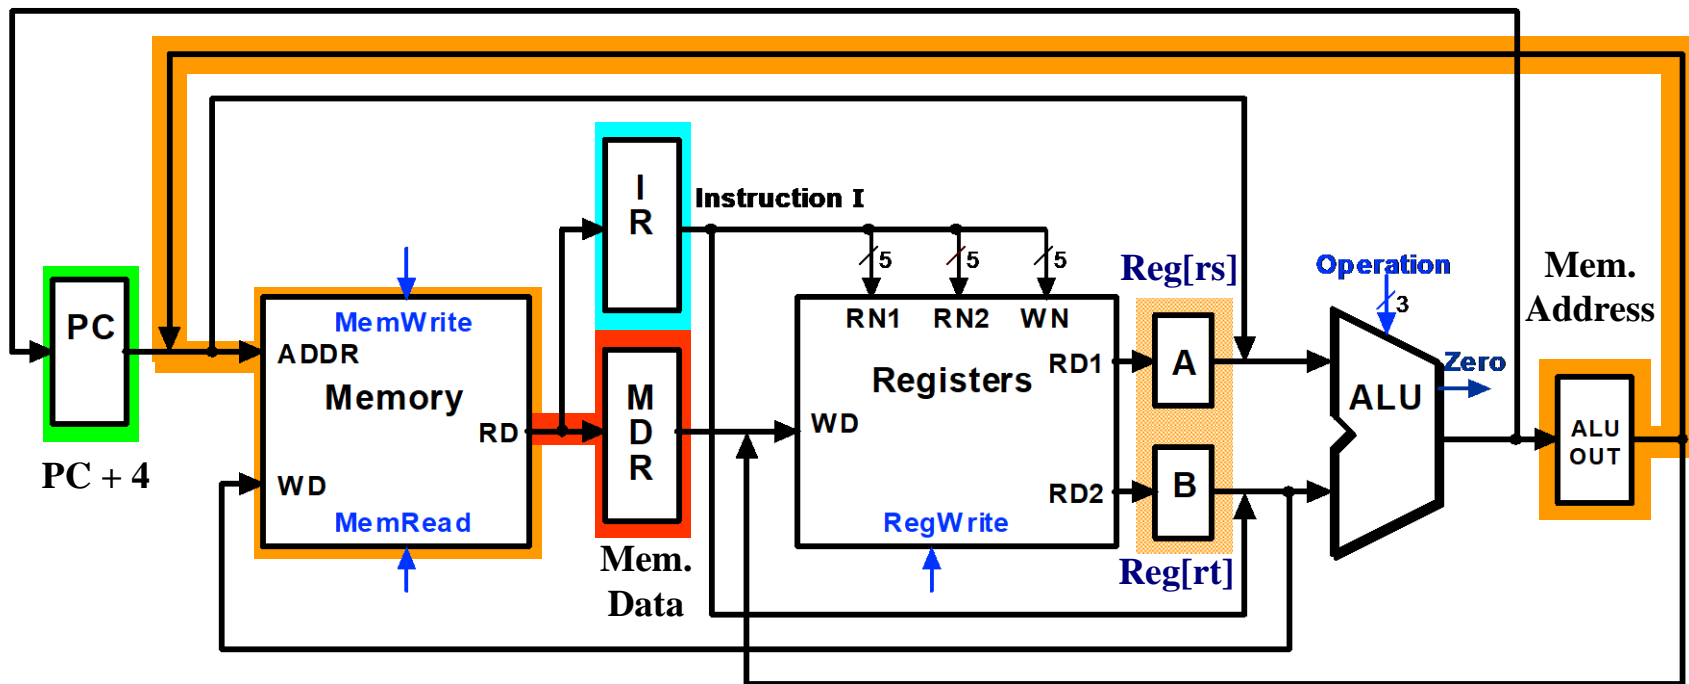 I
R
Instruction I
5
5
5
Reg[rs]
Operation
3
Mem.
Address
PC
MemWrite
ADDR
Memory
RD
WD
MemRead
PC + 4
M
D
R
Mem.
Data
RN1
RN2
WN
RD1
Registers
WD
RD2
RegWrite
A
B
Reg[rt]
Zero
ALU
ALU
OUT